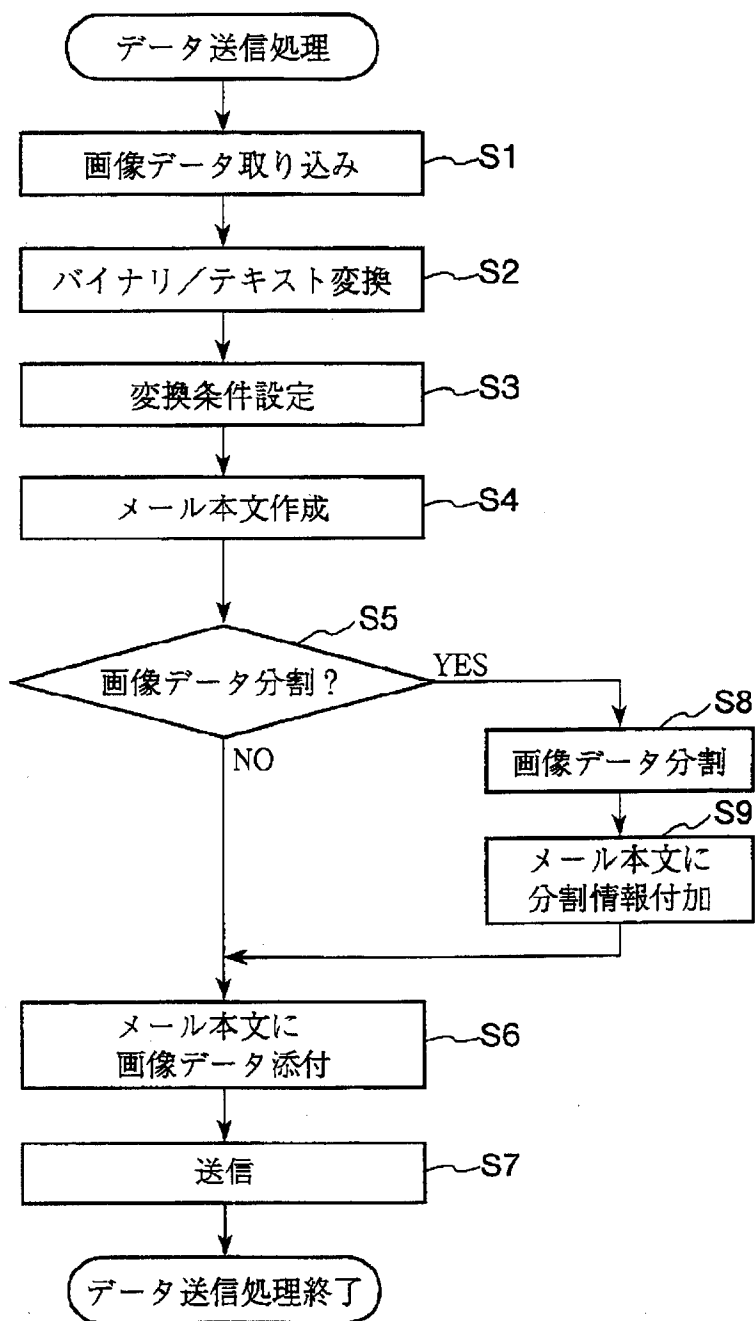 データ送信処理
画像データ取り込み
S1
バイナリ／テキスト変換
S2
変換条件設定
S3
メール本文作成
S4
S5
画像データ分割？
YES
NO
S8
画像データ分割
S9
メール本文に
分割情報付加
メール本文に
画像データ添付
S6
送信
S7
データ送信処理終了